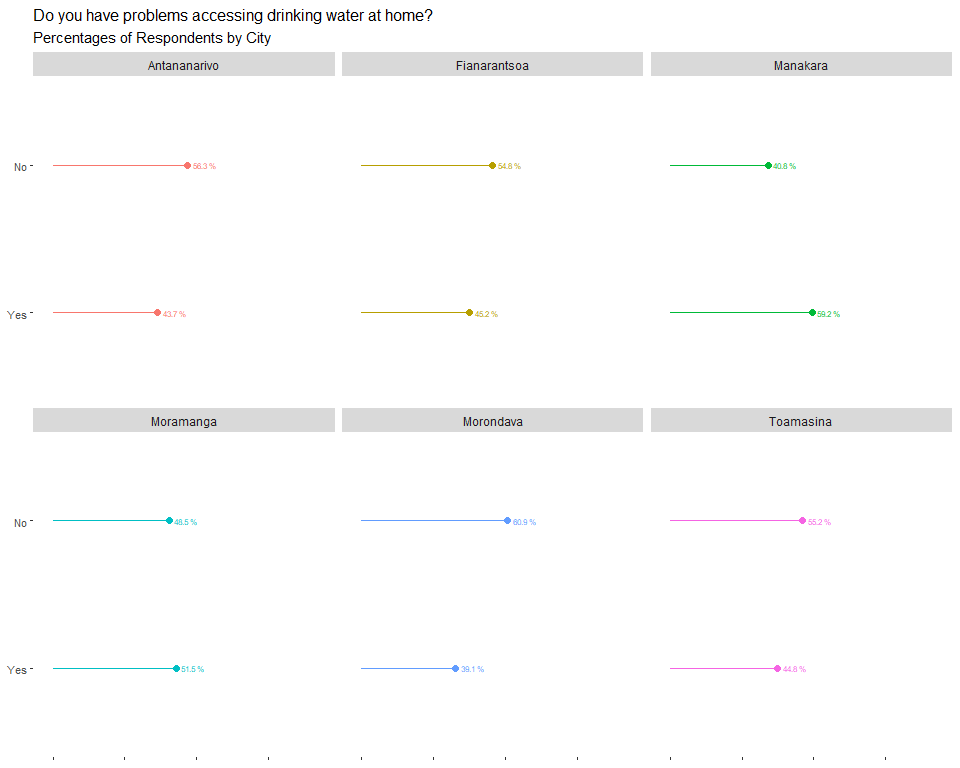 Do you have problems accessing drinking water at home?
Percentages of Respondents by City
Antananarivo
Fianarantsoa
Manakara
No
56.3 %
54.8 %
40.8 %
Yes
43.7 %
45.2 %
59.2 %
Moramanga
Morondava
Toamasina
No
48.5 %
60.9 %
55.2 %
Yes
51.5 %
39.1 %
44.8 %